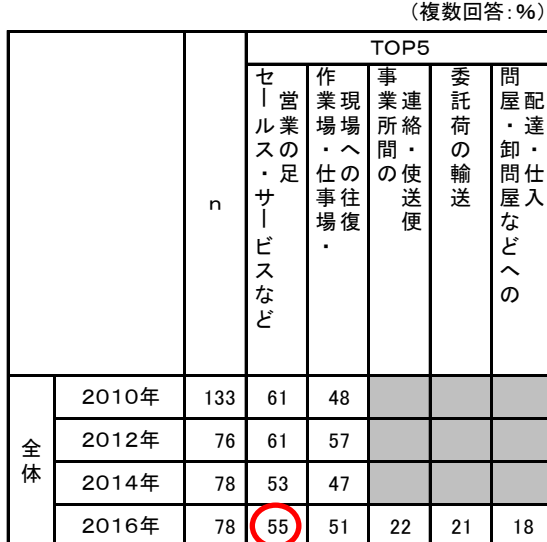 (複数回答:%)
TOP5
n
セールス・サービスなど
営業の足
作業場・仕事場・
現場への往復
事業所間の
連絡・使送便
委託荷の輸送
問屋・卸問屋などへの
配達・仕入
全体
2010年 133 61 48
2012年 76 61 57
2014年 78 53 47
2016年 78 55 51 22 21 18